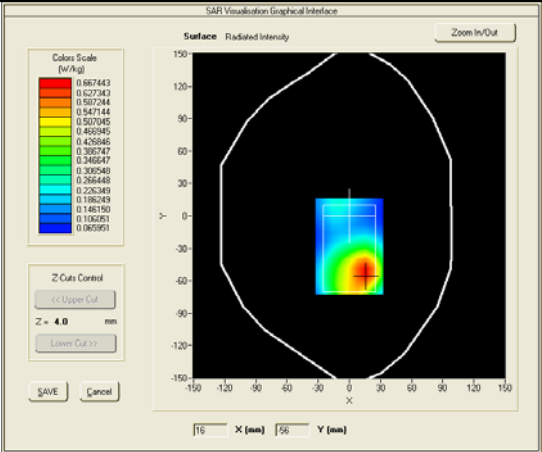 SAR Visualisation Graphical Interface
Surface Radiated Intensity
Zoom In/Out
Colors Scale
(W/kg)
0.667443
0.627343
0.587244
0.547144
0.507045
0.466945
0.426846
0.386747
0.346647
0.306548
0.266448
0.226349
0.186249
0.146150
0.106051
0.065951
Z-Cuts Control
<< Upper Cut
Z = 4.0 mm
Lower Cut >>
SAVE Cancel
150-
120-
90-
60-
30-
0-
-30-
-60-
-90-
-120-
-150-
Y
-150 -120 -90 -60 -30 0 30 60 90 120 150
X
16 X (mm) -56 Y (mm)